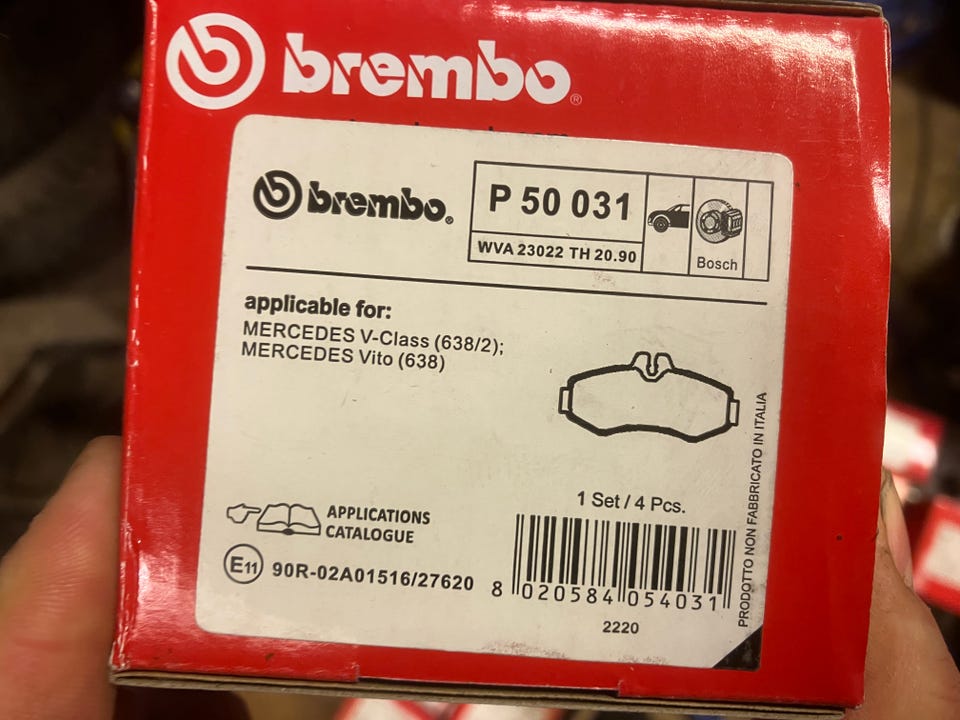 brembo®
brembo®
P 50 031
WVA 23022 TH 20.90
Bosch
applicable for:
MERCEDES V-Class (638/2);
MERCEDES Vito (638)
1 Set / 4 Pcs.
APPLICATIONS
CATALOGUE
E11 90R-02A01516/27620
8 020584 054031
2220
PRODOTTO NON FABBRICATO IN ITALIA